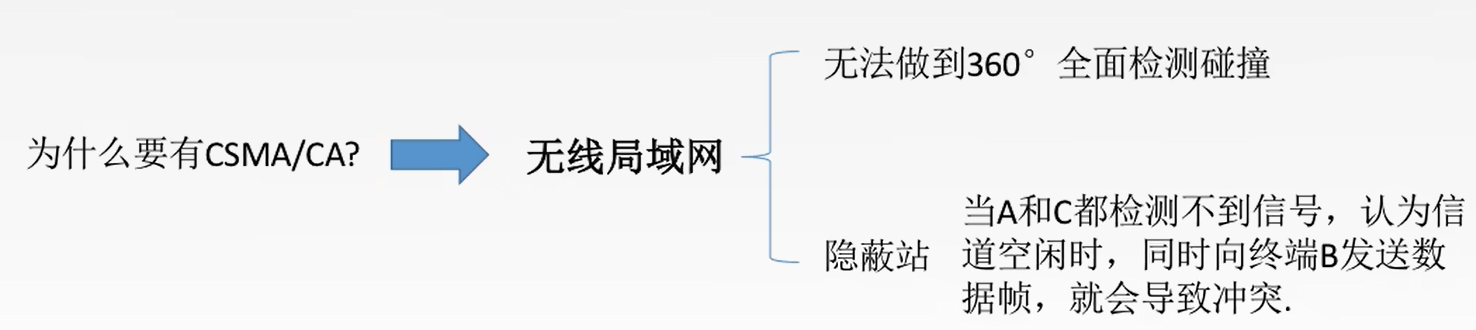 为什么要有CSMA/CA?
无线局域网
无法做到360°全面检测碰撞
隐蔽站
当A和C都检测不到信号，认为信
道空闲时，同时向终端B发送数
据帧，就会导致冲突.